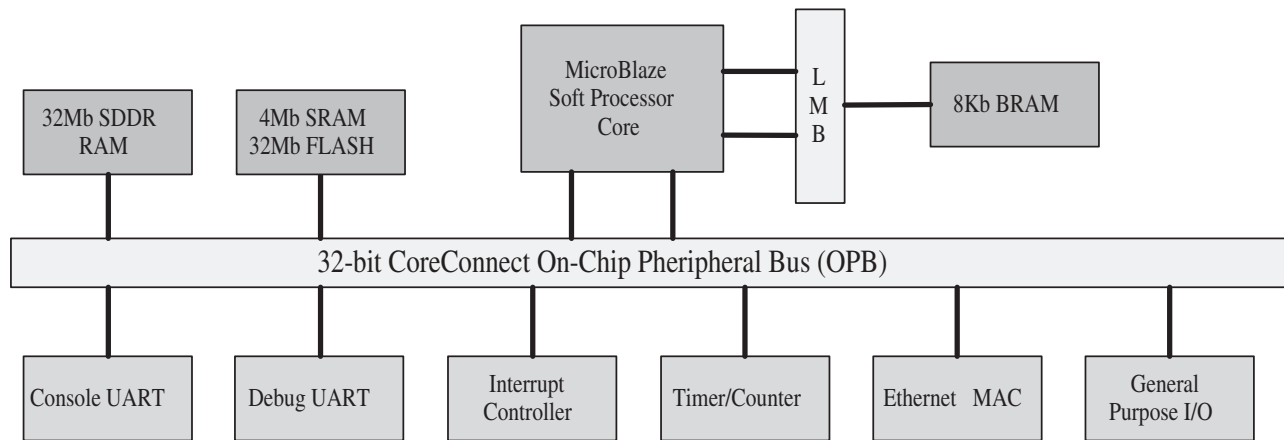 MicroBlaze
Soft Processor
Core
L
M
B
8Kb BRAM
32Mb SDDR
RAM
4Mb SRAM
32Mb FLASH
32-bit CoreConnect On-Chip Pheripheral Bus (OPB)
Console UART
Debug UART
Interrupt
Controller
Timer/Counter
Ethernet MAC
General
Purpose I/O